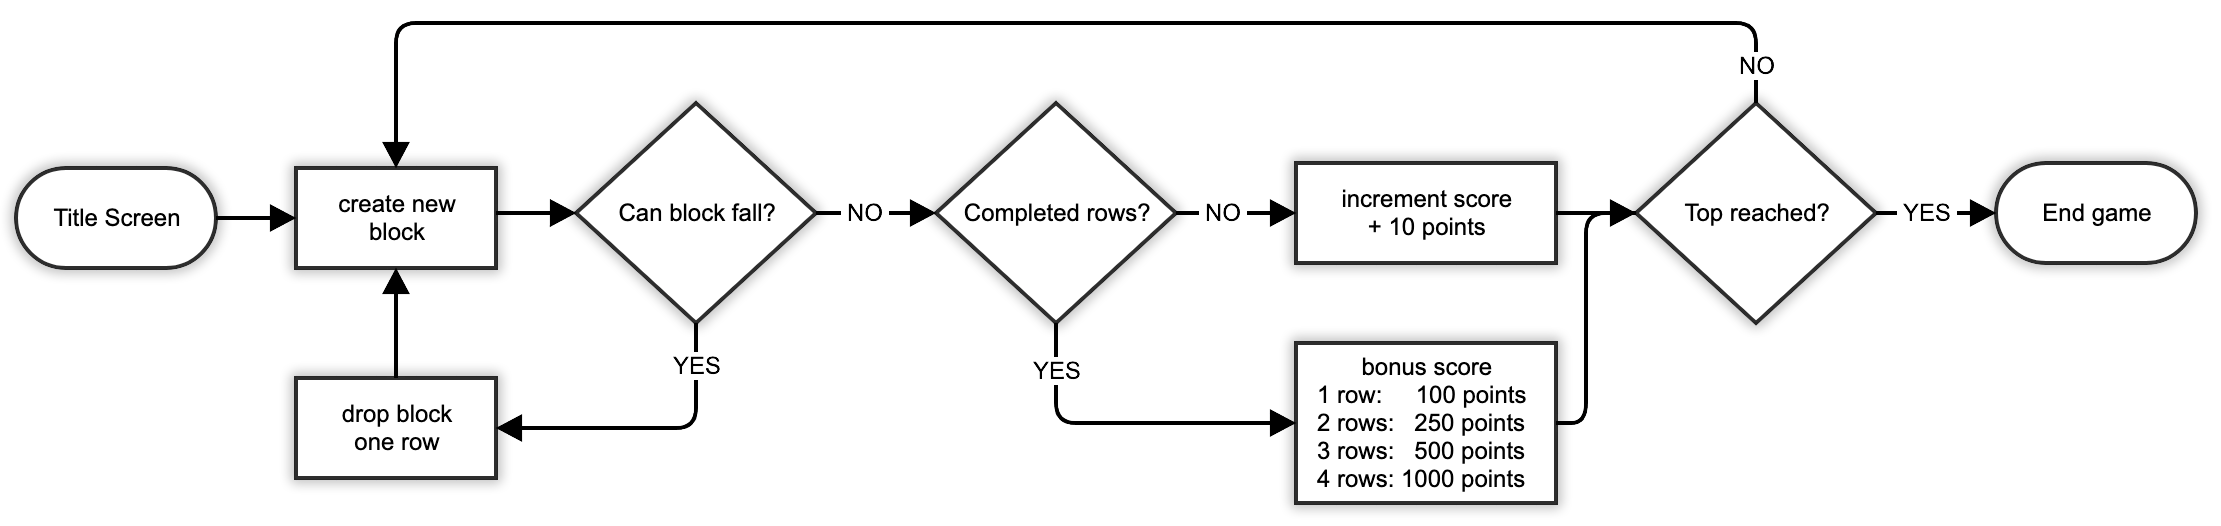 NO
Title Screen
create new
block
Can block fall?
NO
Completed rows?
NO
increment score
+ 10 points
Top reached?
YES
End game
YES
drop block
one row
YES
bonus score
1 row: 100 points
2 rows: 250 points
3 rows: 500 points
4 rows: 1000 points